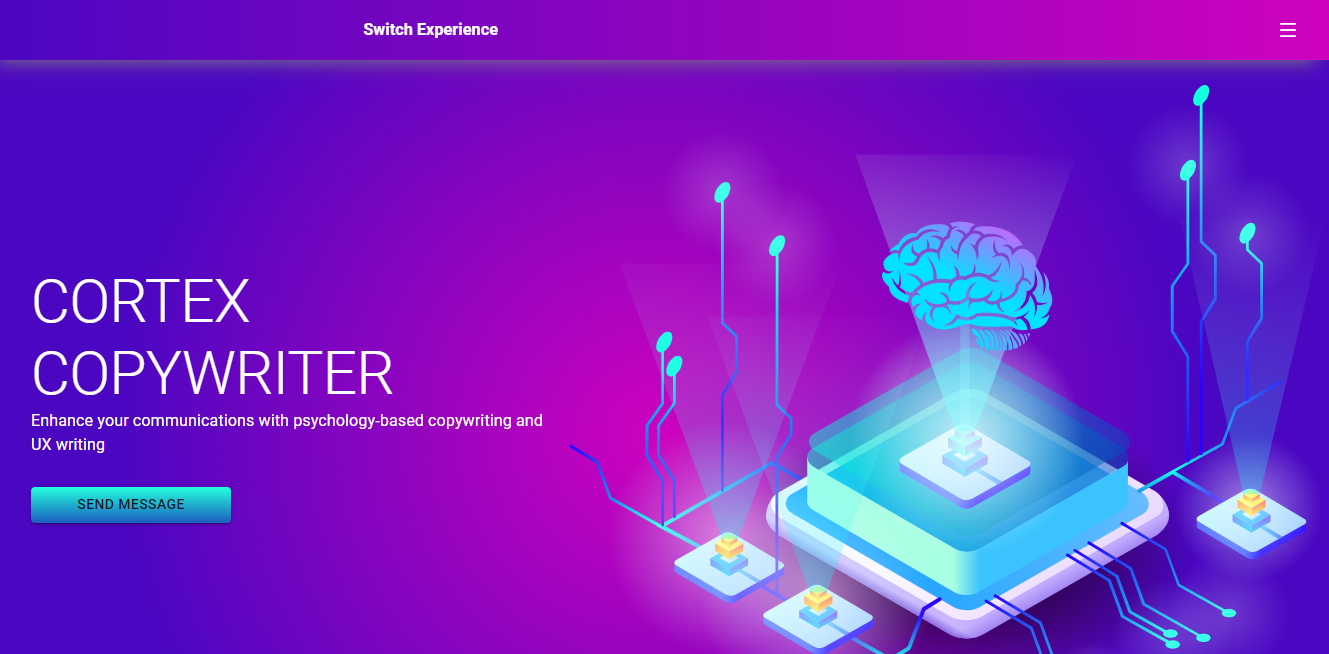 Switch Experience
CORTEX
COPYWRITER
Enhance your communications with psychology-based copywriting and
UX writing
SEND MESSAGE